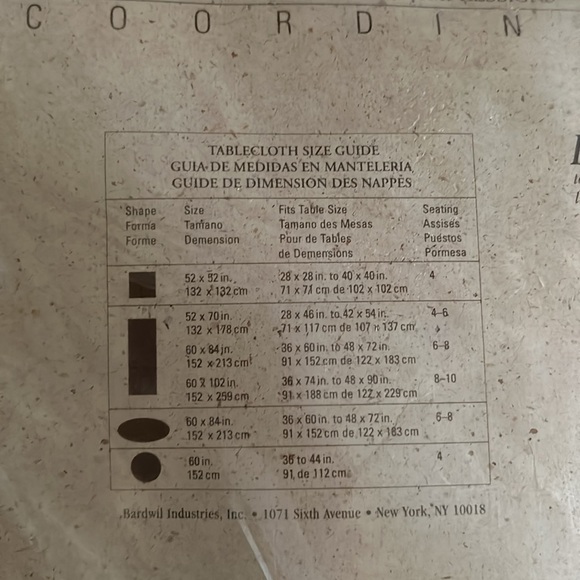 C O O R D I N
TABLECLOTH SIZE GUIDE
GUIA DE MEDIDAS EN MANTELERIA
GUIDE DE DIMENSION DES NAPPES
Shape Size Fits Table Size Seating
Forma Tamano Tamano des Mesas Assises
Forme Demension Pour de Tables Puestos
de Demensions Pormesa
52 x 52 in. 28 x 28 in. to 40 x 40 in. 4
132 x 132 cm 71 x 71 cm de 102 x 102 cm
52 x 70 in. 28 x 46 in. to 42 x 54 in. 4–6
132 x 178 cm 71 x 117 cm de 107 x 137 cm
60 x 84 in. 36 x 60 in. to 48 x 72 in. 6–8
152 x 213 cm 91 x 152 cm de 122 x 183 cm
60 x 102 in. 36 x 74 in. to 48 x 90 in. 8–10
152 x 259 cm 91 x 188 cm de 122 x 229 cm
60 x 84 in. 36 x 60 in. to 48 x 72 in. 6–8
152 x 213 cm 91 x 152 cm de 122 x 183 cm
60 in. 36 to 44 in. 4
152 cm 91 de 112 cm
Bardwil Industries, Inc. • 1071 Sixth Avenue • New York, NY 10018